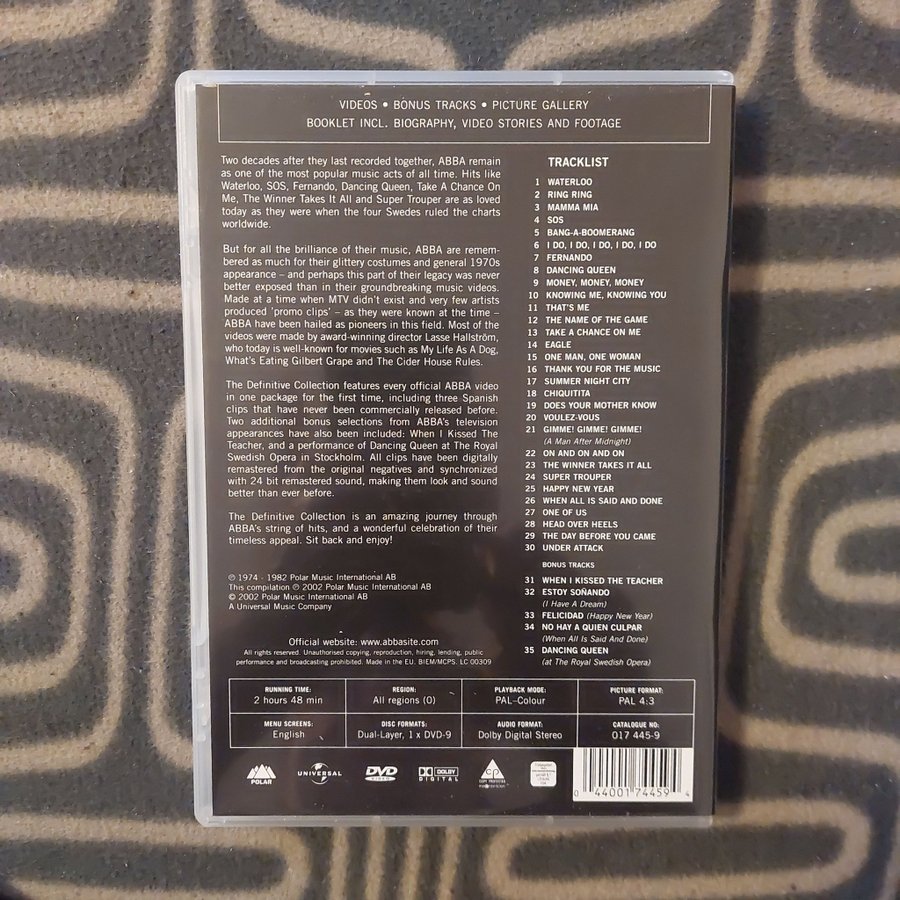 VIDEOS • BONUS TRACKS • PICTURE GALLERY
BOOKLET INCL. BIOGRAPHY, VIDEO STORIES AND FOOTAGE
Two decades after they last recorded together, ABBA remain
as one of the most popular music acts of all time. Hits like
Waterloo, SOS, Fernando, Dancing Queen, Take A Chance On
Me, The Winner Takes It All and Super Trouper are as loved
today as they were when the four Swedes ruled the charts
worldwide.
But for all the brilliance of their music, ABBA are remem-
bered as much for their glittery costumes and general 1970s
appearance – and perhaps this part of their legacy was never
better exposed than in their groundbreaking music videos.
Made at a time when MTV didn't exist and very few artists
produced 'promo clips' – as they were known at the time –
ABBA have been hailed as pioneers in this field. Most of the
videos were made by award-winning director Lasse Hallström,
who today is well-known for movies such as My Life As A Dog,
What's Eating Gilbert Grape and The Cider House Rules.
The Definitive Collection features every official ABBA video
in one package for the first time, including three Spanish
clips that have never been commercially released before.
Two additional bonus selections from ABBA's television
appearances have also been included: When I Kissed The
Teacher, and a performance of Dancing Queen at The Royal
Swedish Opera in Stockholm. All clips have been digitally
remastered from the original negatives and synchronized
with 24 bit remastered sound, making them look and sound
better than ever before.
The Definitive Collection is an amazing journey through
ABBA's string of hits, and a wonderful celebration of their
timeless appeal. Sit back and enjoy!
℗ 1974 - 1982 Polar Music International AB
This compilation ℗ 2002 Polar Music International AB
© 2002 Polar Music International AB
A Universal Music Company
Official website: www.abbasite.com
All rights reserved. Unauthorised copying, reproduction, hiring, lending, public
performance and broadcasting prohibited. Made in the EU. BIEM/MCPS. LC 00309
TRACKLIST
1 WATERLOO
2 RING RING
3 MAMMA MIA
4 SOS
5 BANG-A-BOOMERANG
6 I DO, I DO, I DO, I DO, I DO
7 FERNANDO
8 DANCING QUEEN
9 MONEY, MONEY, MONEY
10 KNOWING ME, KNOWING YOU
11 THAT'S ME
12 THE NAME OF THE GAME
13 TAKE A CHANCE ON ME
14 EAGLE
15 ONE MAN, ONE WOMAN
16 THANK YOU FOR THE MUSIC
17 SUMMER NIGHT CITY
18 CHIQUITITA
19 DOES YOUR MOTHER KNOW
20 VOULEZ-VOUS
21 GIMME! GIMME! GIMME!
(A Man After Midnight)
22 ON AND ON AND ON
23 THE WINNER TAKES IT ALL
24 SUPER TROUPER
25 HAPPY NEW YEAR
26 WHEN ALL IS SAID AND DONE
27 ONE OF US
28 HEAD OVER HEELS
29 THE DAY BEFORE YOU CAME
30 UNDER ATTACK
BONUS TRACKS
31 WHEN I KISSED THE TEACHER
32 ESTOY SOÑANDO
(I Have A Dream)
33 FELICIDAD (Happy New Year)
34 NO HAY A QUIEN CULPAR
(When All Is Said And Done)
35 DANCING QUEEN
(at The Royal Swedish Opera)
RUNNING TIME:
2 hours 48 min
REGION:
All regions (0)
PLAYBACK MODE:
PAL–Colour
PICTURE FORMAT:
PAL 4:3
MENU SCREENS:
English
DISC FORMATS:
Dual-Layer, 1 x DVD-9
AUDIO FORMAT:
Dolby Digital Stereo
CATALOGUE NO:
017 445-9
POLAR
UNIVERSAL
DVD
VIDEO
DOLBY
DIGITAL
0 44001 74459 4